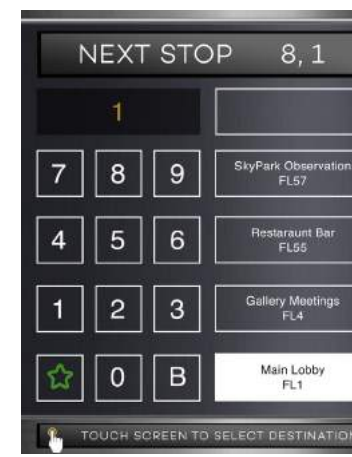 NEXT STOP 8, 1
1
7 8 9 SkyPark Observation
FL57
4 5 6 Restaraunt Bar
FL55
1 2 3 Gallery Meetings
FL4
0 B Main Lobby
FL1
TOUCH SCREEN TO SELECT DESTINATION